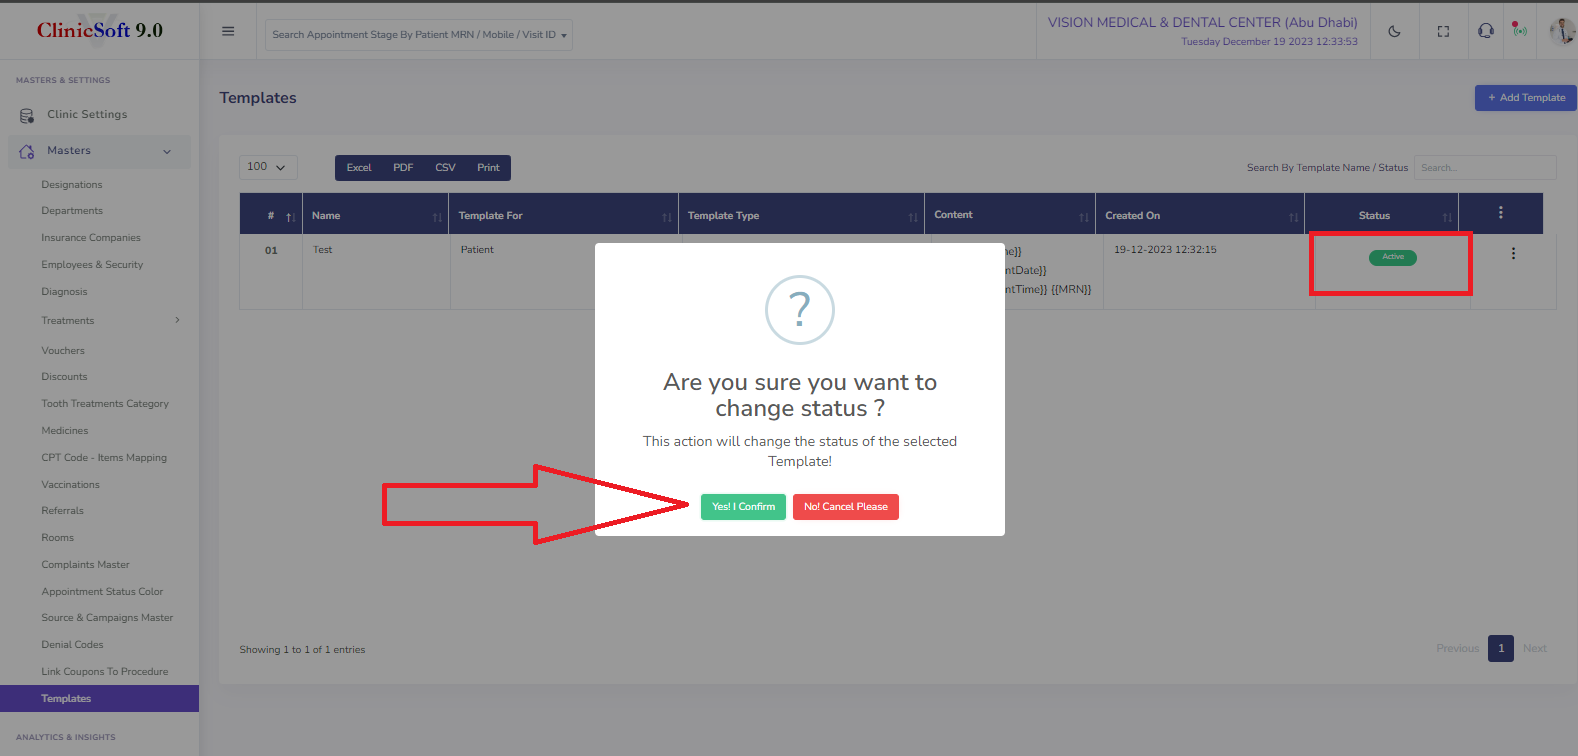 ClinicSoft 9.0
Search Appointment Stage By Patient MRN / Mobile / Visit ID
VISION MEDICAL & DENTAL CENTER (Abu Dhabi)
Tuesday December 19 2023 12:33:53
MASTERS & SETTINGS
Clinic Settings
Masters
Designations
Departments
Insurance Companies
Employees & Security
Diagnosis
Treatments
Vouchers
Discounts
Tooth Treatments Category
Medicines
CPT Code - Items Mapping
Vaccinations
Referrals
Rooms
Complaints Master
Appointment Status Color
Source & Campaigns Master
Denial Codes
Link Coupons To Procedure
Templates
ANALYTICS & INSIGHTS
Templates
+ Add Template
100
Excel PDF CSV Print
Search By Template Name / Status Search...
# Name Template For Template Type Content Created On Status
01 Test Patient ne}} 19-12-2023 12:32:15 Active
ntDate}}
ntTime}} {{MRN}}
?
Are you sure you want to
change status ?
This action will change the status of the selected
Template!
Yes! I Confirm No! Cancel Please
Showing 1 to 1 of 1 entries
Previous 1 Next